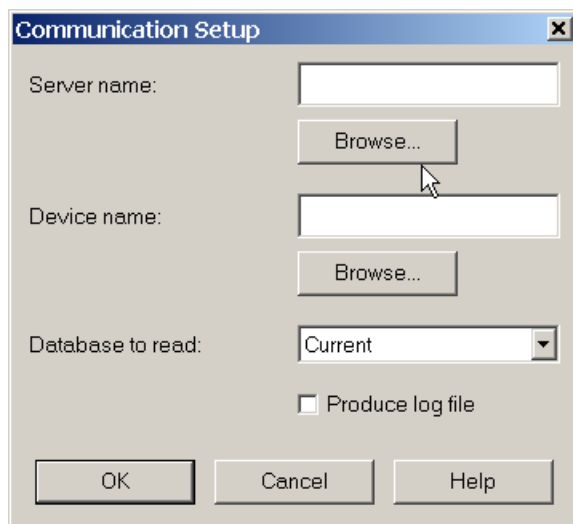 Communication Setup
Server name:
Browse...
Device name:
Browse...
Database to read: Current
Produce log file
OK Cancel Help